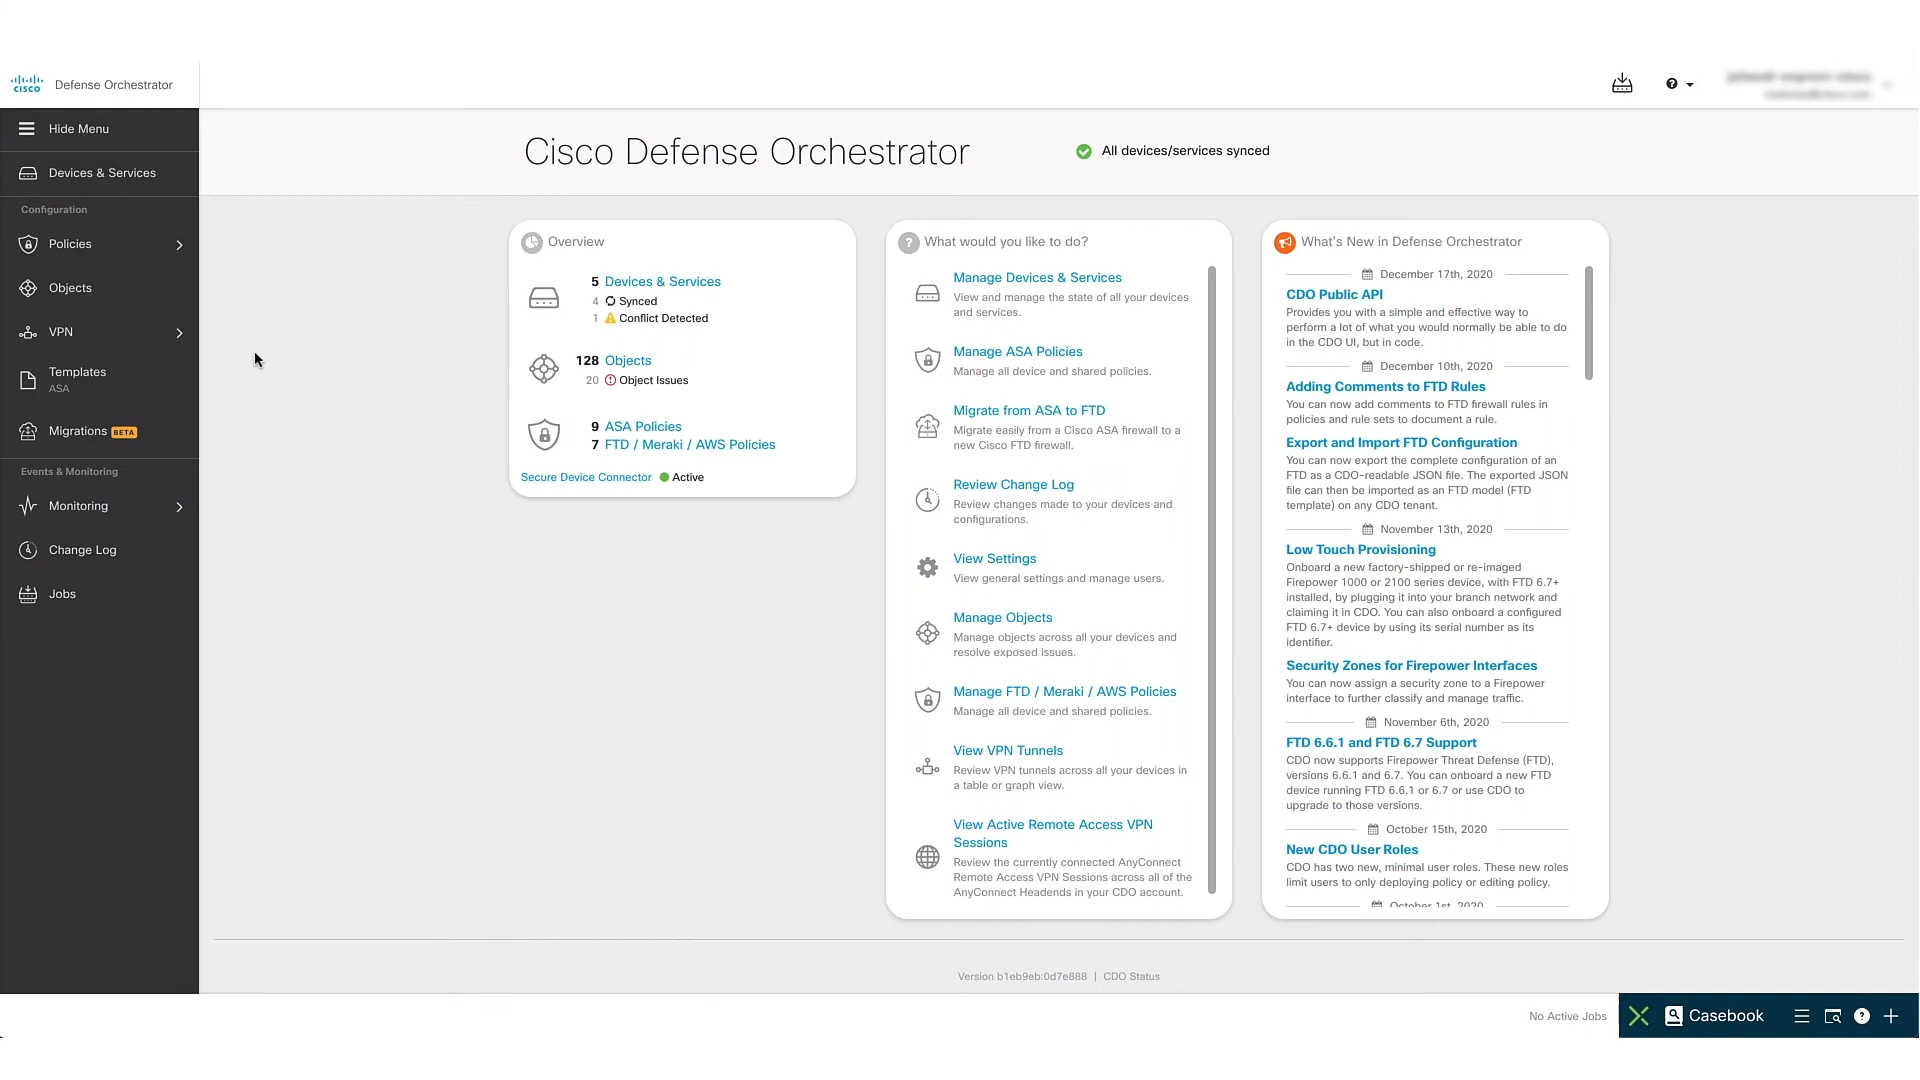 CISCO Defense Orchestrator
Hide Menu
Devices & Services
Configuration
Policies
Objects
VPN
Templates
ASA
Migrations BETA
Events & Monitoring
Monitoring
Change Log
Jobs
Cisco Defense Orchestrator
All devices/services synced
Overview
5 Devices & Services
4 Synced
1 Conflict Detected
128 Objects
20 Object Issues
9 ASA Policies
7 FTD / Meraki / AWS Policies
Secure Device Connector Active
What would you like to do?
Manage Devices & Services
View and manage the state of all your devices
and services.
Manage ASA Policies
Manage all device and shared policies.
Migrate from ASA to FTD
Migrate easily from a Cisco ASA firewall to a
new Cisco FTD firewall.
Review Change Log
Review changes made to your devices and
configurations.
View Settings
View general settings and manage users.
Manage Objects
Manage objects across all your devices and
resolve exposed issues.
Manage FTD / Meraki / AWS Policies
Manage all device and shared policies.
View VPN Tunnels
Review VPN tunnels across all your devices in
a table or graph view.
View Active Remote Access VPN
Sessions
Review the currently connected AnyConnect
Remote Access VPN Sessions across all of the
AnyConnect Headends in your CDO account.
What's New in Defense Orchestrator
December 17th, 2020
CDO Public API
Provides you with a simple and effective way to
perform a lot of what you would normally be able to do
in the CDO UI, but in code.
December 10th, 2020
Adding Comments to FTD Rules
You can now add comments to FTD firewall rules in
policies and rule sets to document a rule.
Export and Import FTD Configuration
You can now export the complete configuration of an
FTD as a CDO-readable JSON file. The exported JSON
file can then be imported as an FTD model (FTD
template) on any CDO tenant.
November 13th, 2020
Low Touch Provisioning
Onboard a new factory-shipped or re-imaged
Firepower 1000 or 2100 series device, with FTD 6.7+
installed, by plugging it into your branch network and
claiming it in CDO. You can also onboard a configured
FTD 6.7+ device by using its serial number as its
identifier.
Security Zones for Firepower Interfaces
You can now assign a security zone to a Firepower
interface to further classify and manage traffic.
November 6th, 2020
FTD 6.6.1 and FTD 6.7 Support
CDO now supports Firepower Threat Defense (FTD),
versions 6.6.1 and 6.7. You can onboard a new FTD
device running FTD 6.6.1 or 6.7 or use CDO to
upgrade to those versions.
October 15th, 2020
New CDO User Roles
CDO has two new, minimal user roles. These new roles
limit users to only deploying policy or editing policy.
October 1st, 2020
Version b1eb9eb:0d7e888 | CDO Status
No Active Jobs
Casebook